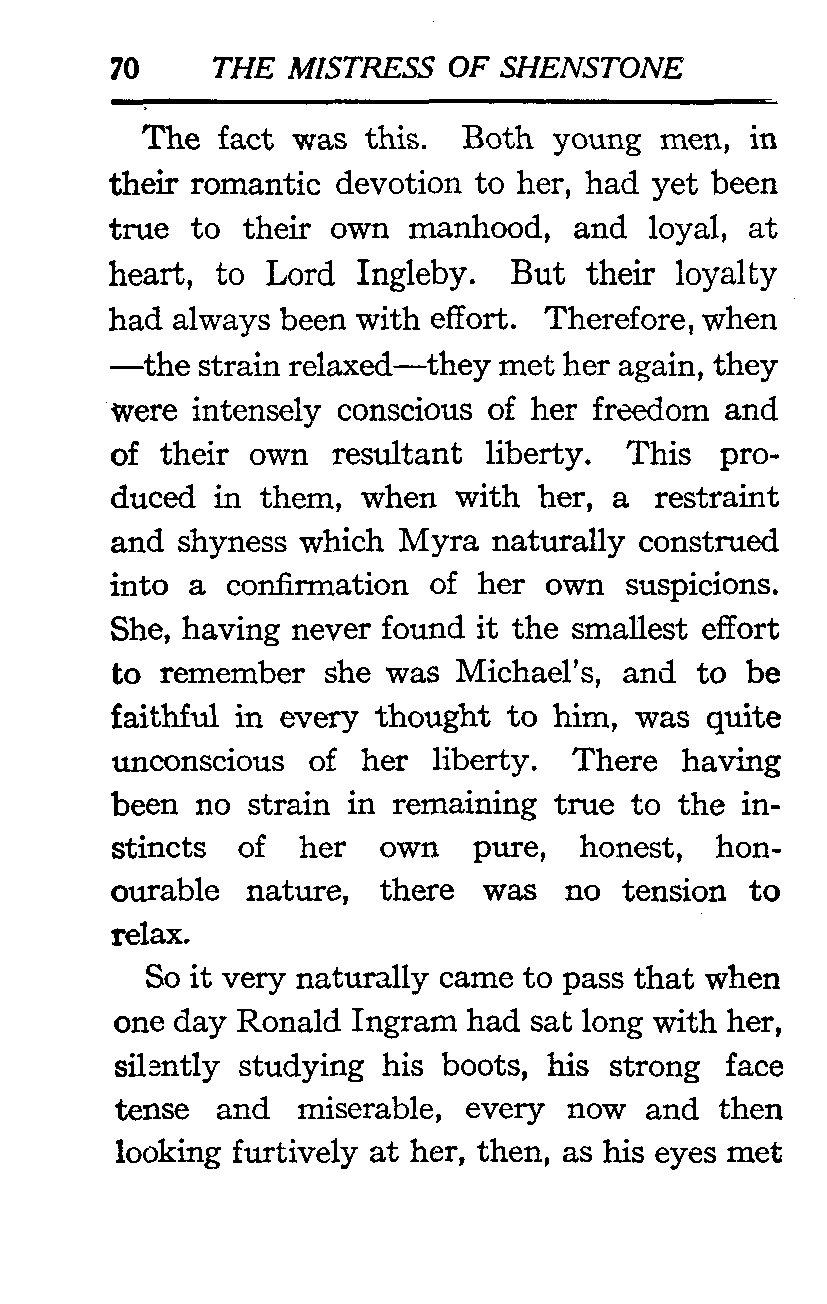 70 THE MISTRESS OF SHENSTONE
The fact was this. Both young men, in
their romantic devotion to her, had yet been
true to their own manhood, and loyal, at
heart, to Lord Ingleby. But their loyalty
had always been with effort. Therefore, when
—the strain relaxed—they met her again, they
were intensely conscious of her freedom and
of their own resultant liberty. This pro-
duced in them, when with her, a restraint
and shyness which Myra naturally construed
into a confirmation of her own suspicions.
She, having never found it the smallest effort
to remember she was Michael's, and to be
faithful in every thought to him, was quite
unconscious of her liberty. There having
been no strain in remaining true to the in-
stincts of her own pure, honest, hon-
ourable nature, there was no tension to
relax.
So it very naturally came to pass that when
one day Ronald Ingram had sat long with her,
silently studying his boots, his strong face
tense and miserable, every now and then
looking furtively at her, then, as his eyes met